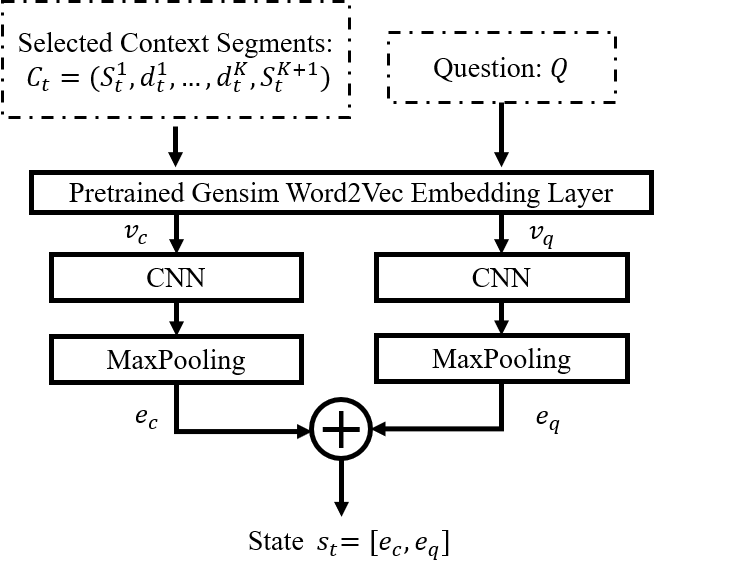 Selected Context Segments:
$C_t = (S_t^1, d_t^1, \ldots, d_t^K, S_t^{K+1})$
Question: $Q$
Pretrained Gensim Word2Vec Embedding Layer
$v_c$
$v_q$
CNN
CNN
MaxPooling
MaxPooling
$e_c$
$e_q$
State $s_t = [e_c, e_q]$